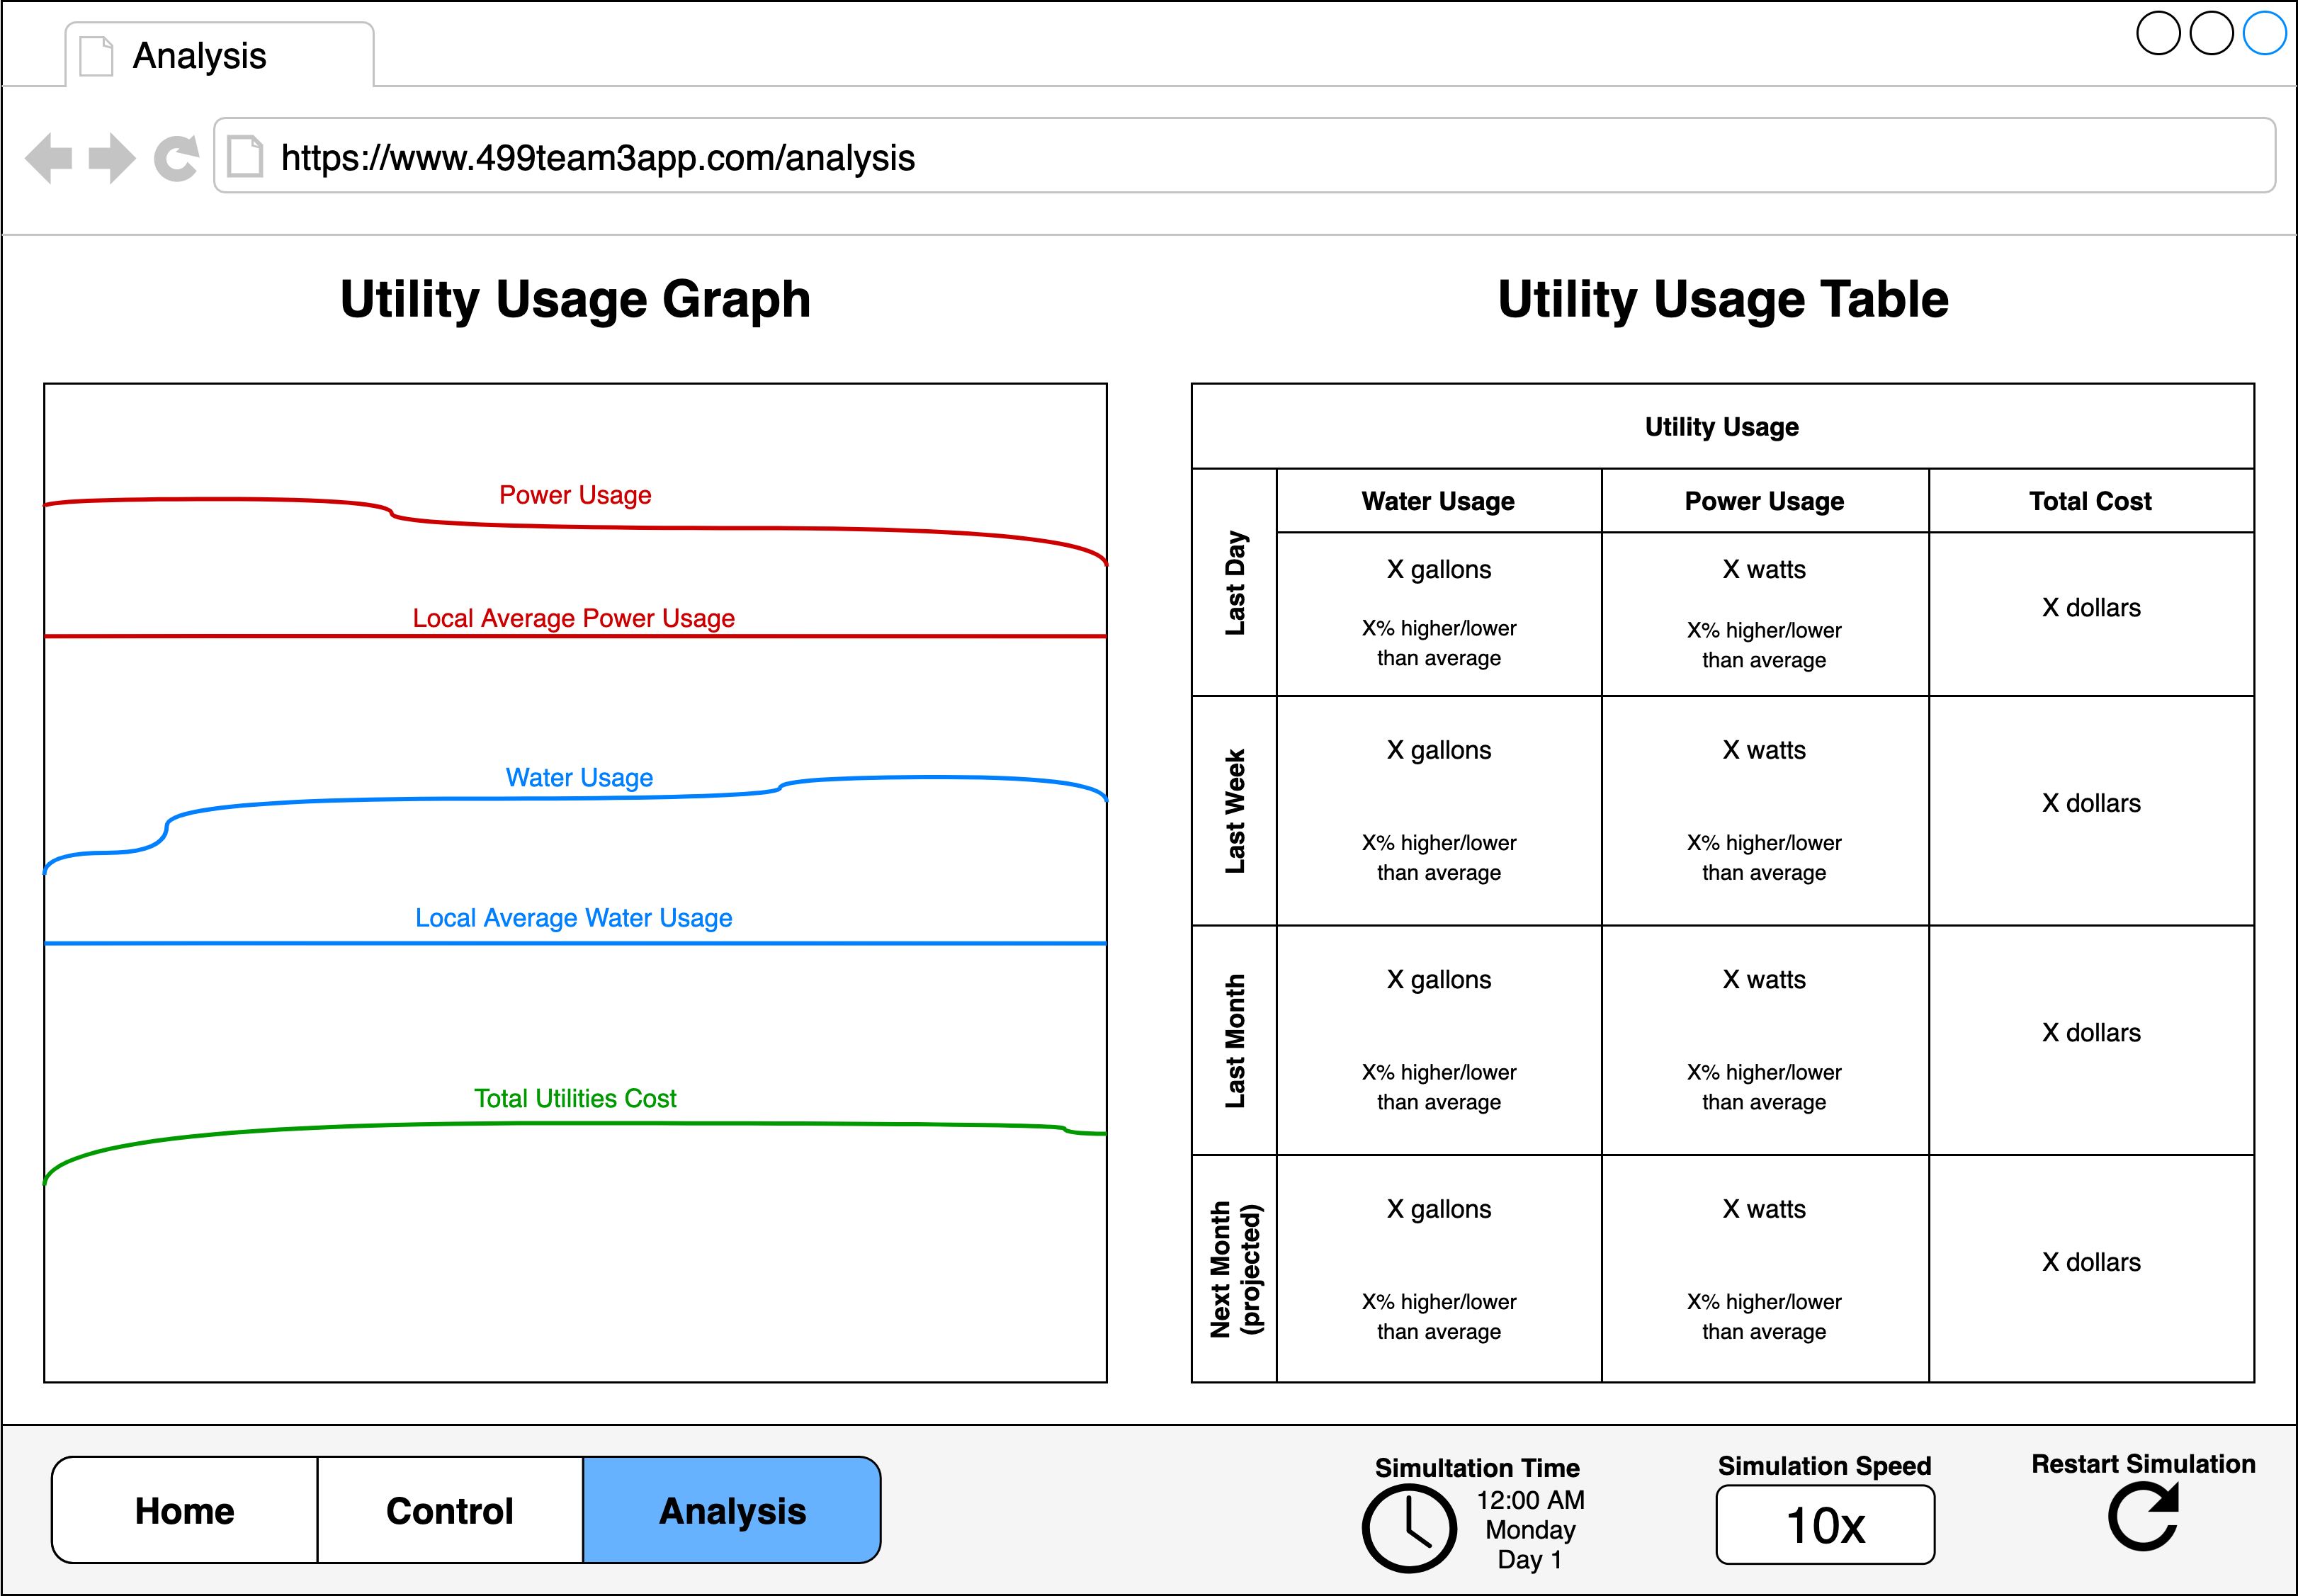 Analysis
https://www.499team3app.com/analysis
Utility Usage Graph
Power Usage
Local Average Power Usage
Water Usage
Local Average Water Usage
Total Utilities Cost
Utility Usage Table
Utility Usage
Water Usage
Power Usage
Total Cost
Last Day
X gallons
X% higher/lower
than average
X watts
X% higher/lower
than average
X dollars
Last Week
X gallons
X% higher/lower
than average
X watts
X% higher/lower
than average
X dollars
Last Month
X gallons
X% higher/lower
than average
X watts
X% higher/lower
than average
X dollars
Next Month
(projected)
X gallons
X% higher/lower
than average
X watts
X% higher/lower
than average
X dollars
Home
Control
Analysis
Simultation Time
12:00 AM
Monday
Day 1
Simulation Speed
10x
Restart Simulation